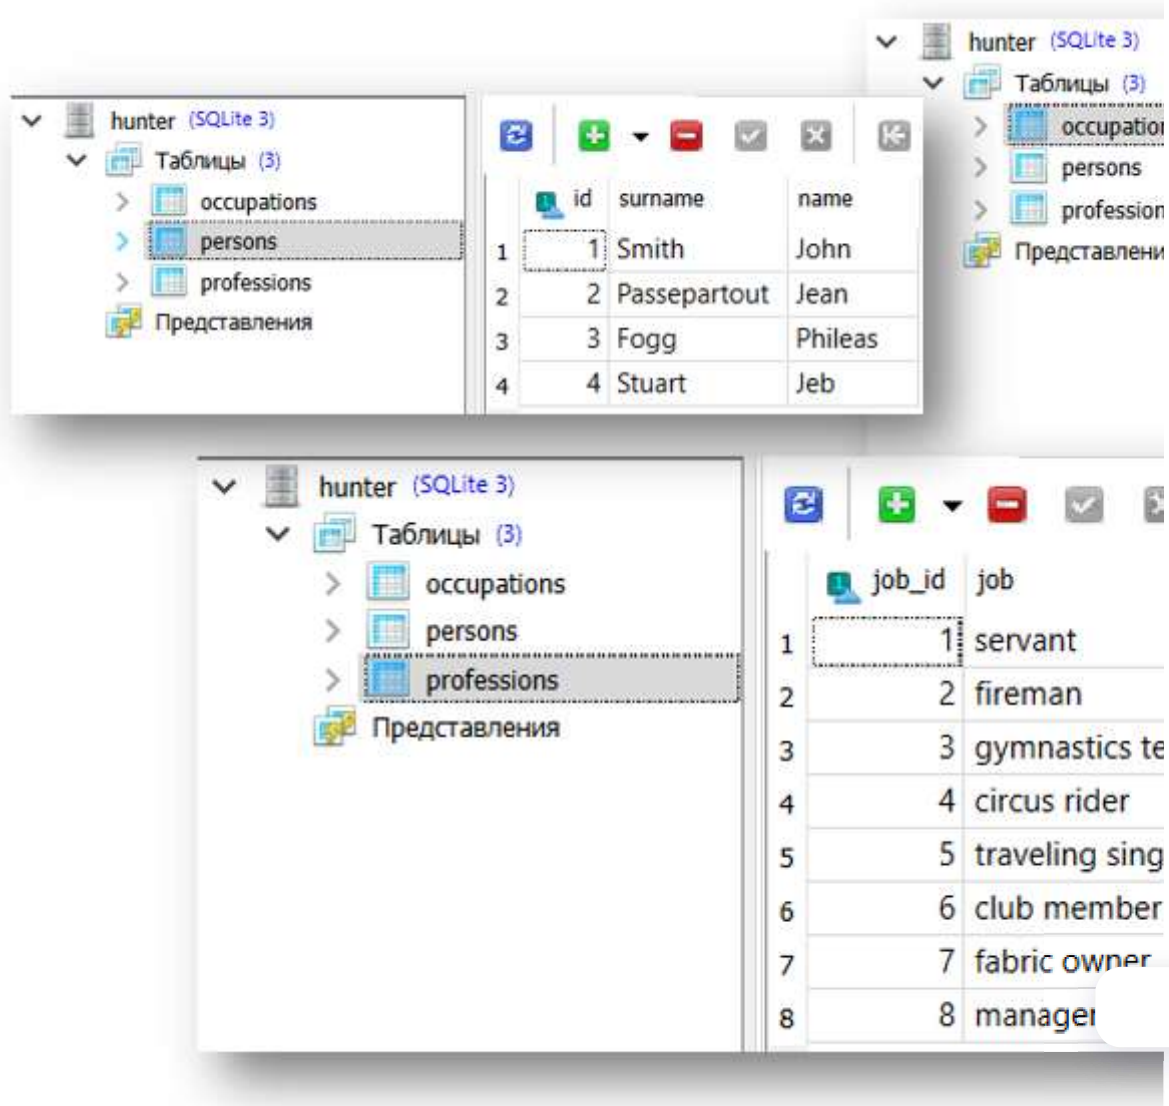 hunter (SQLite 3)
Таблицы (3)
occupations
persons
professions
Представления
id surname name
1 1 Smith John
2 2 Passepartout Jean
3 3 Fogg Phileas
4 4 Stuart Jeb
hunter (SQLite 3)
Таблицы (3)
persons
hunter (SQLite 3)
Таблицы (3)
occupations
persons
professions
Представления
job_id job
1 1 servant
2 2 fireman
3 3 gymnastics
4 4 circus rider
5 5 traveling
6 6 club member
7 7 fabric owner
8 8 manager